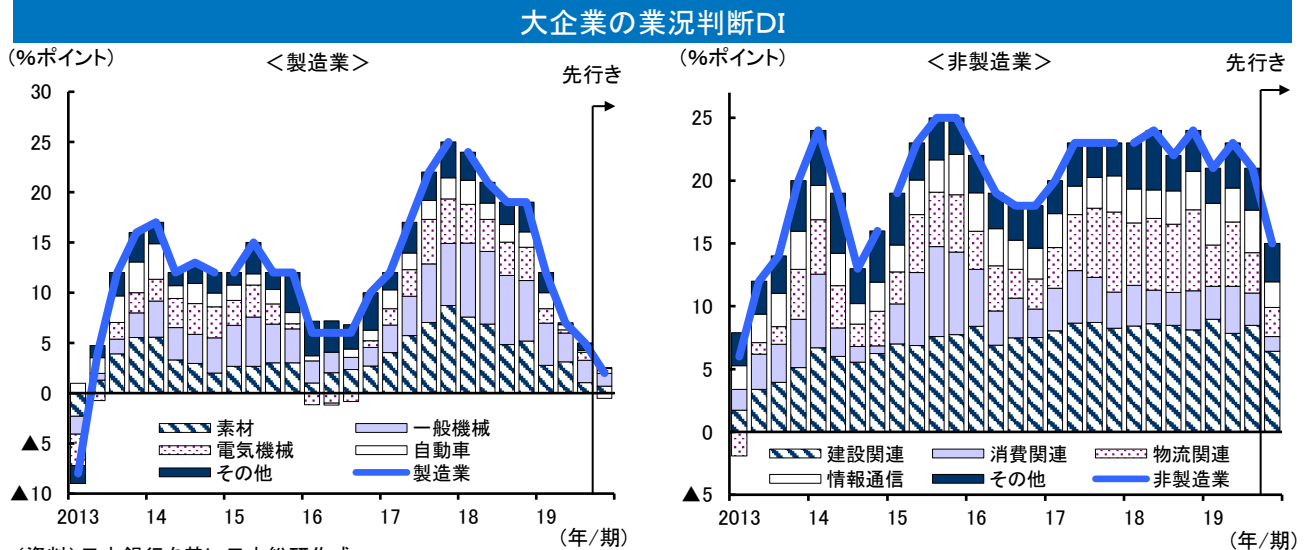 大企業の業況判断DI
(%ポイント)
＜製造業＞
先行き
30
25
20
15
10
5
0
▲ 5
▲ 10
素材
一般機械
電気機械
自動車
その他
製造業
2013 14 15 16 17 18 19
(年/期)
(%ポイント)
＜非製造業＞
先行き
25
20
15
10
5
0
▲ 5
建設関連
消費関連
物流関連
情報通信
その他
非製造業
2013 14 15 16 17 18 19
(年/期)